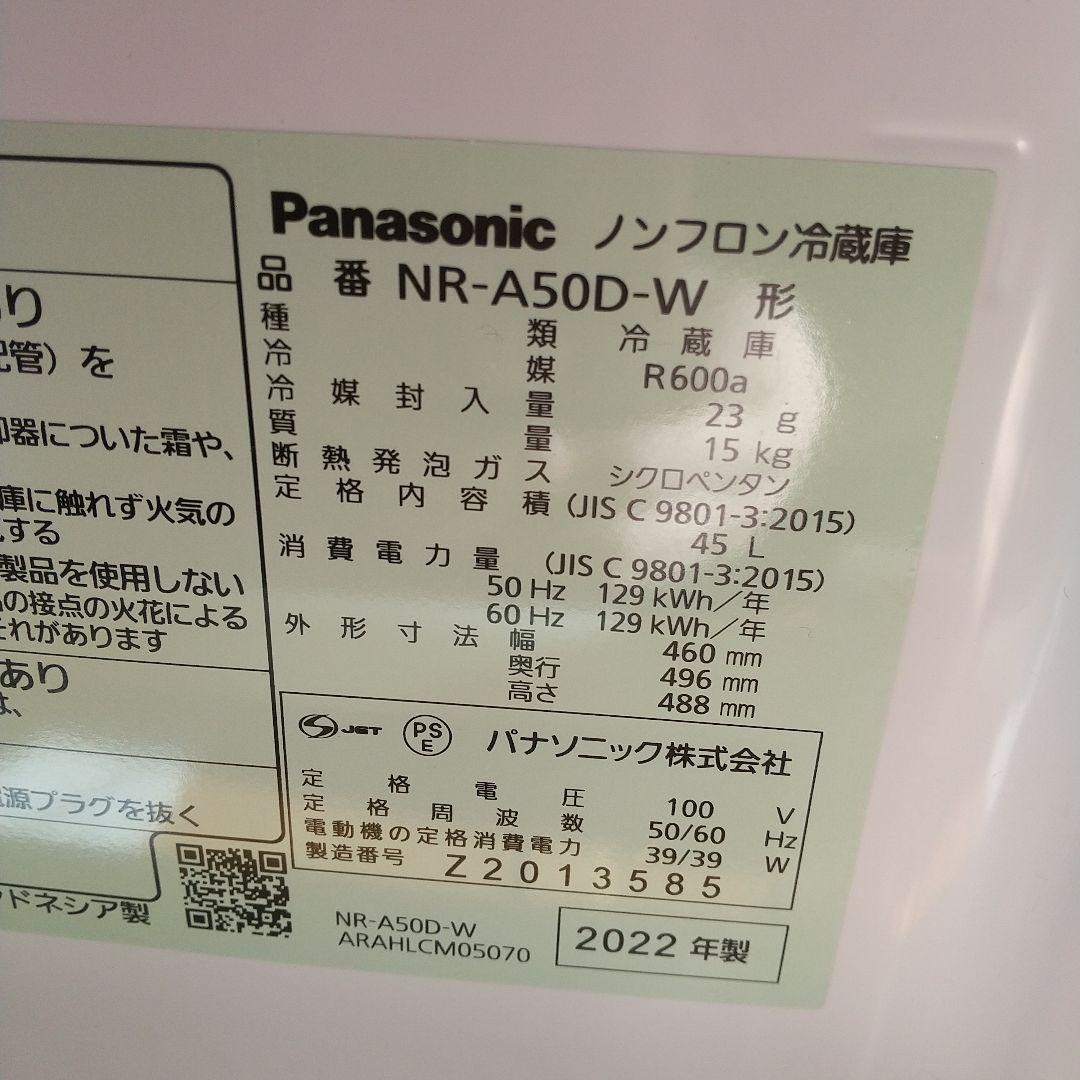 り
管）を
器についた霜や、
庫に触れず火気の
する
製品を使用しない
の接点の火花による
それがあります
あり
は、
源プラグを抜く
ドネシア製
Panasonic ノンフロン冷蔵庫
品番 NR-A50D-W 形
種類 冷蔵庫
冷媒 R600a
冷媒封入量 23 g
質量 15 kg
断熱発泡ガス シクロペンタン
定格内容積 (JIS C 9801-3:2015)
45 L
消費電力量 (JIS C 9801-3:2015)
50 Hz 129 kWh/年
60 Hz 129 kWh/年
外形寸法 幅 460 mm
奥行 496 mm
高さ 488 mm
JET PS E パナソニック株式会社
定格電圧 100 V
定格周波数 50/60 Hz
電動機の定格消費電力 39/39 W
製造番号 Z2013585
NR-A50D-W
ARAHLCM05070
2022 年製